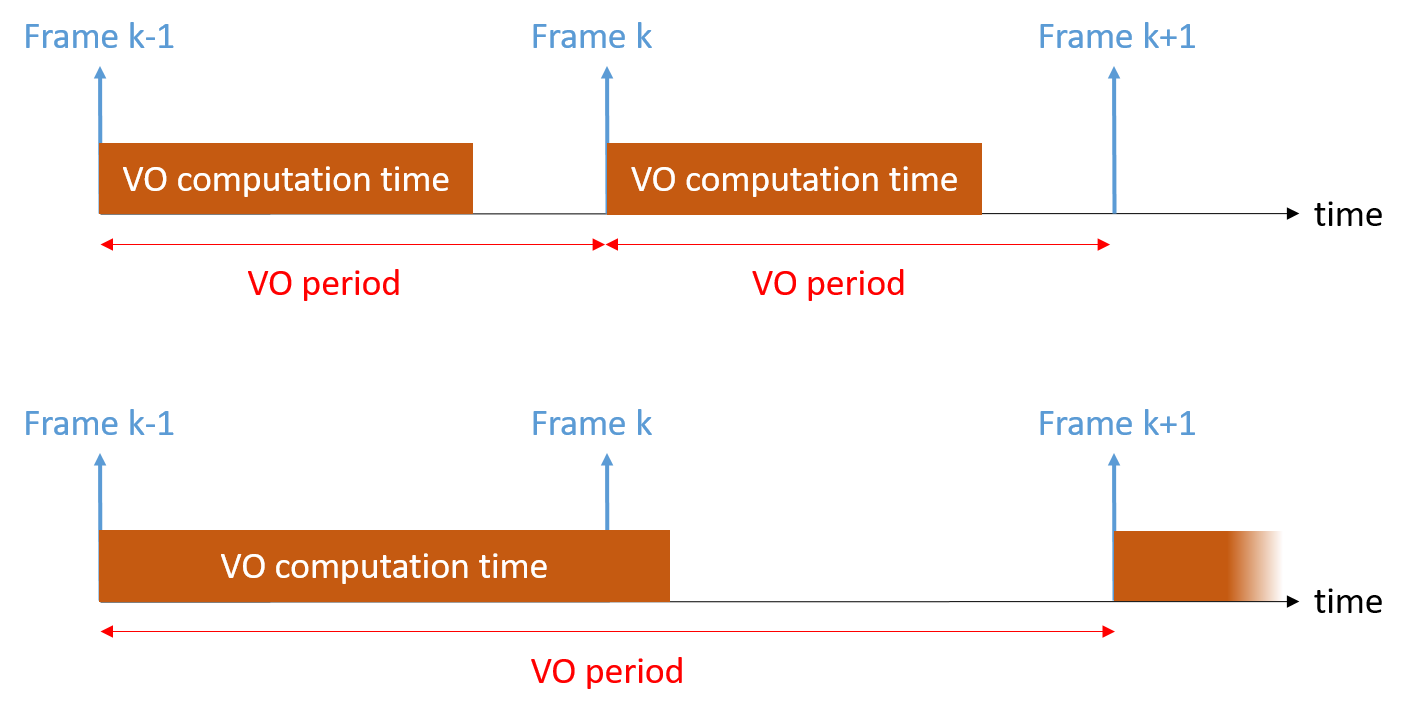 Frame k-1
Frame k
Frame k+1
VO computation time
VO computation time
time
VO period
VO period
Frame k-1
Frame k
Frame k+1
VO computation time
time
VO period